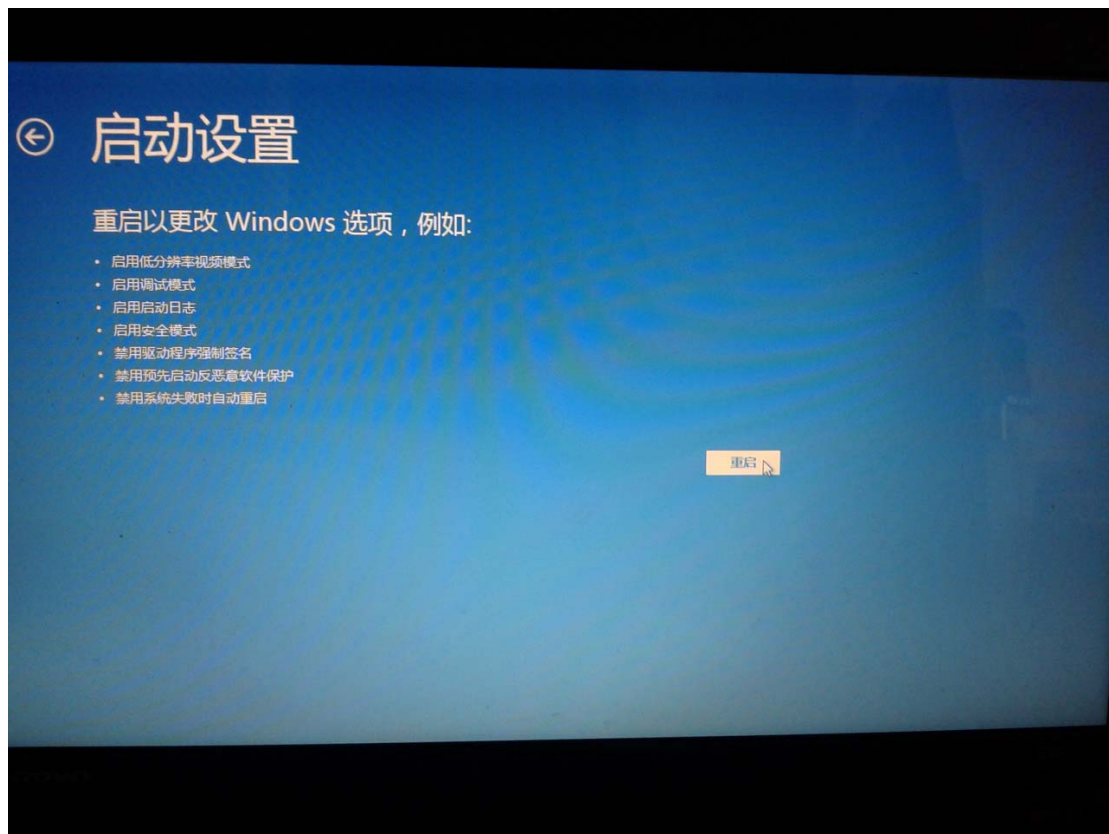 启动设置
重启以更改 Windows 选项，例如:
• 启用低分辨率视频模式
• 启用调试模式
• 启用启动日志
• 启用安全模式
• 禁用驱动程序强制签名
• 禁用预先启动反恶意软件保护
• 禁用系统失败时自动重启
重启